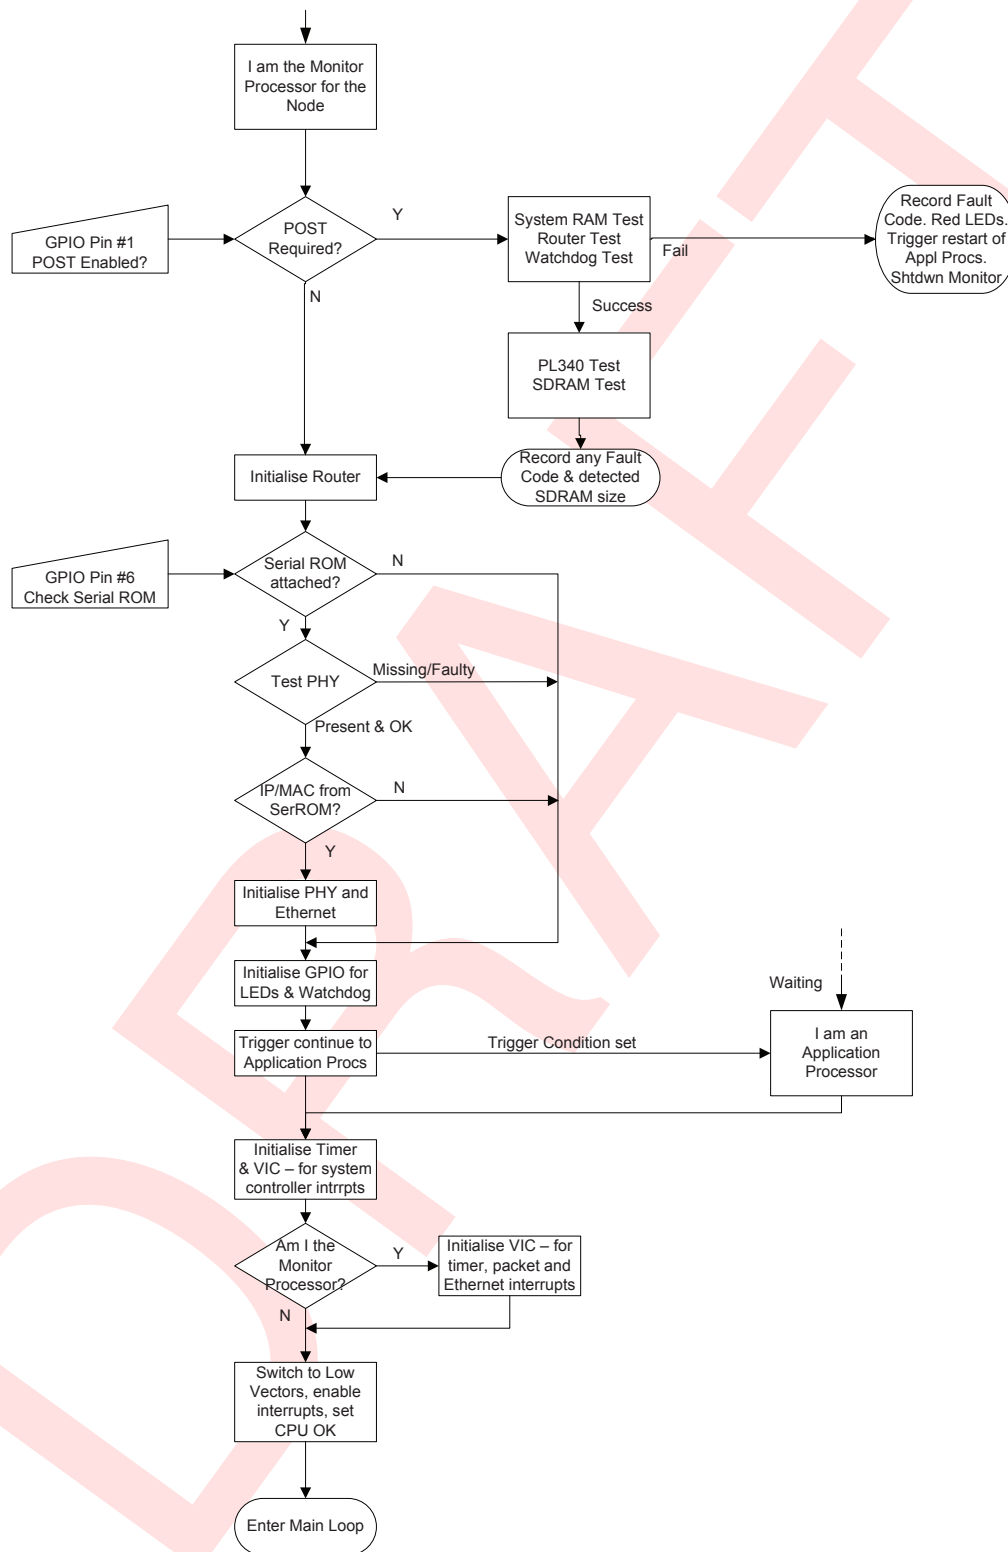 I am the Monitor
Processor for the
Node
GPIO Pin #1
POST Enabled?
POST
Required?
Y
N
System RAM Test
Router Test
Watchdog Test
Fail
Record Fault
Code. Red LEDs.
Trigger restart of
Appl Procs.
Shtdwn Monitor
Success
PL340 Test
SDRAM Test
Record any Fault
Code & detected
SDRAM size
Initialise Router
GPIO Pin #6
Check Serial ROM
Serial ROM
attached?
N
Y
Test PHY
Missing/Faulty
Present & OK
IP/MAC from
SerROM?
N
Y
Initialise PHY and
Ethernet
Initialise GPIO for
LEDs & Watchdog
Trigger continue to
Application Procs
Trigger Condition set
Waiting
I am an
Application
Processor
Initialise Timer
& VIC – for system
controller intrrpts
Am I the
Monitor
Processor?
Y
N
Initialise VIC – for
timer, packet and
Ethernet interrupts
Switch to Low
Vectors, enable
interrupts, set
CPU OK
Enter Main Loop
DRAFT